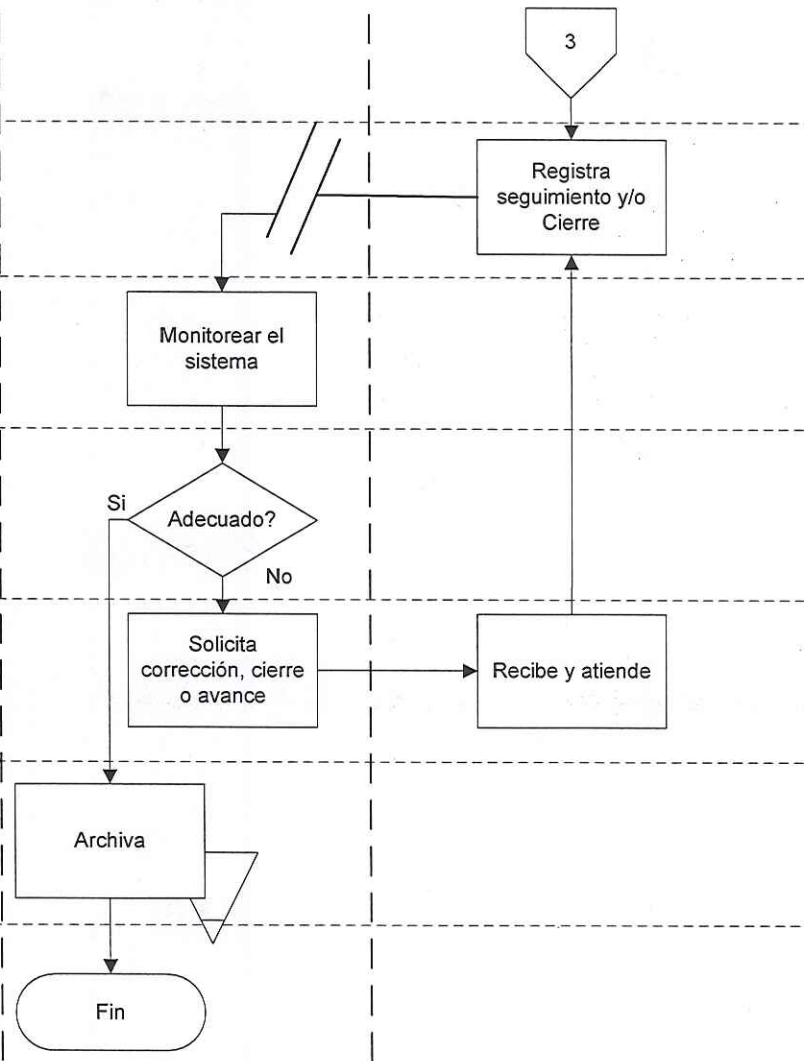 3
Registra
seguimiento y/o
Cierre
Monitorear el
sistema
Si
Adecuado?
No
Solicita
corrección, cierre
o avance
Recibe y atiende
Archiva
Fin